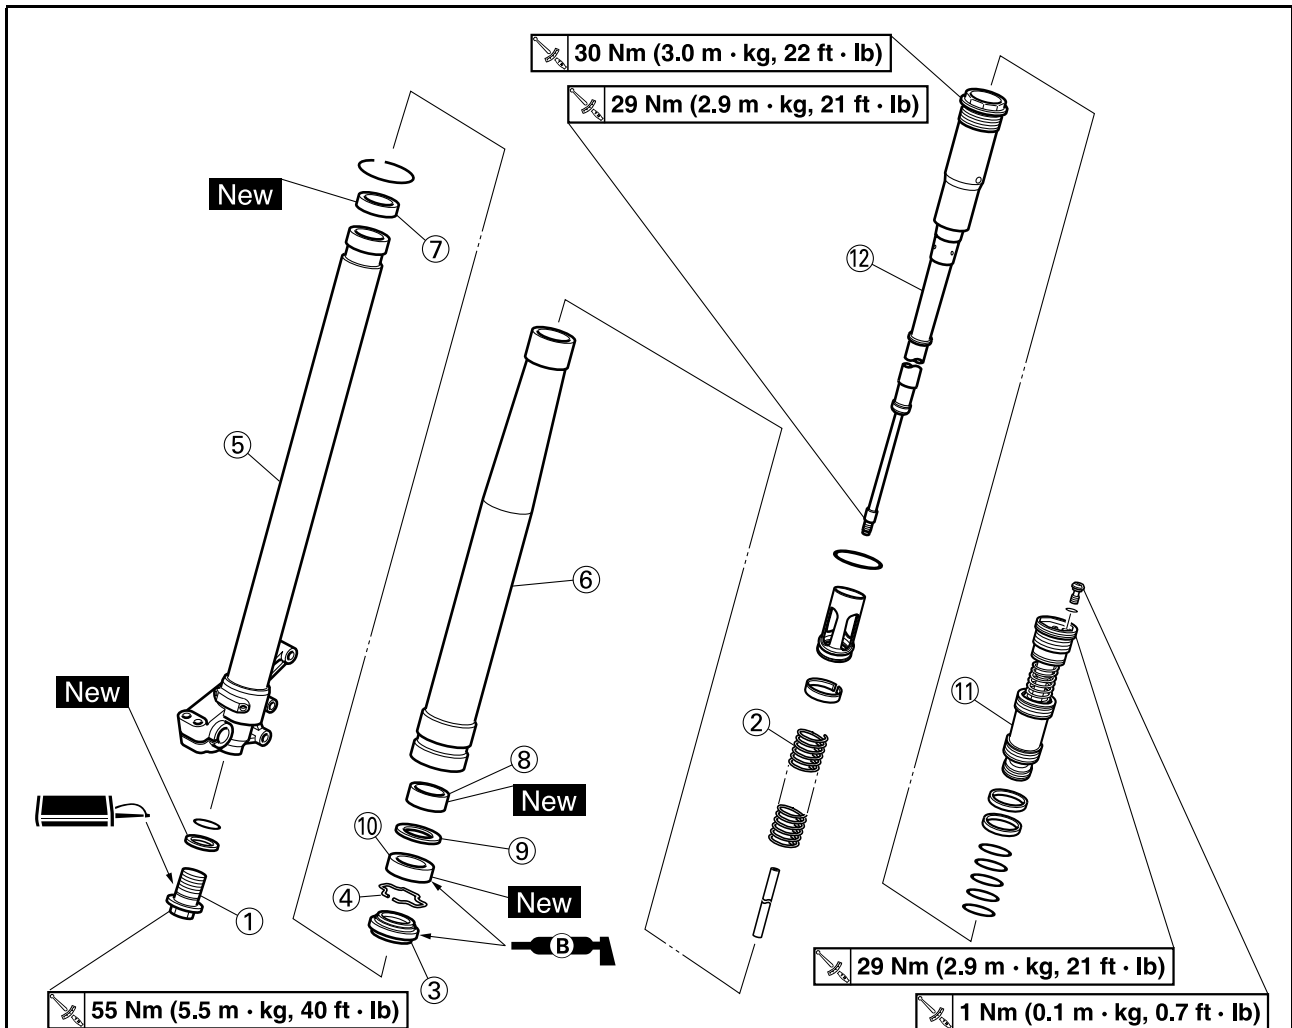 30 Nm (3.0 m · kg, 22 ft · lb)
29 Nm (2.9 m · kg, 21 ft · lb)
New
7
12
5
6
New
2
11
8
New
10
9
4
New
1
B
3
29 Nm (2.9 m · kg, 21 ft · lb)
55 Nm (5.5 m · kg, 40 ft · lb)
1 Nm (0.1 m · kg, 0.7 ft · lb)